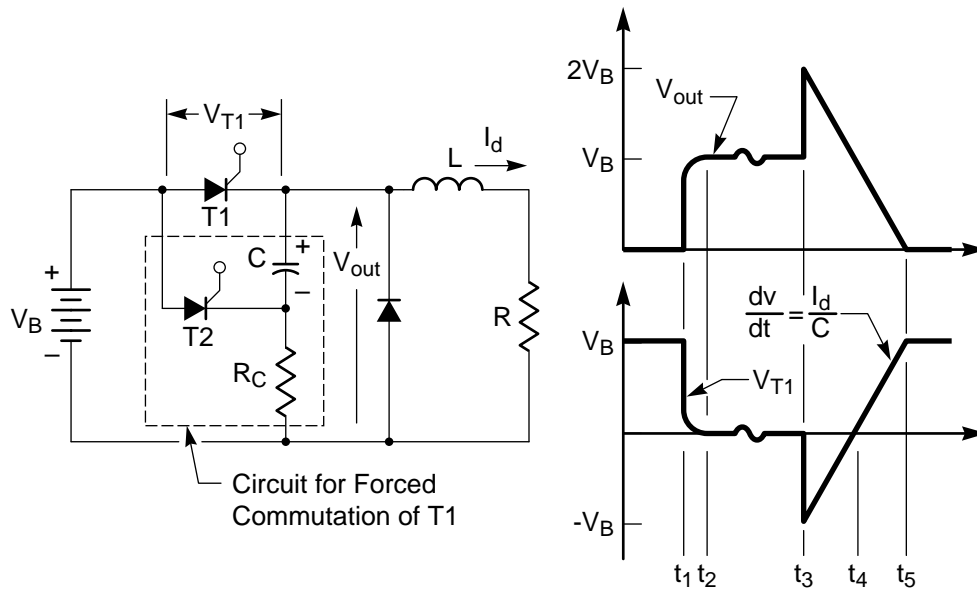 V_T1
I_d
L
T1
C
+
–
V_out
T2
+
V_B
–
R
R_C
Circuit for Forced
Commutation of T1
2V_B
V_out
V_B
dv/dt = I_d/C
V_B
V_T1
-V_B
t_1 t_2 t_3 t_4 t_5